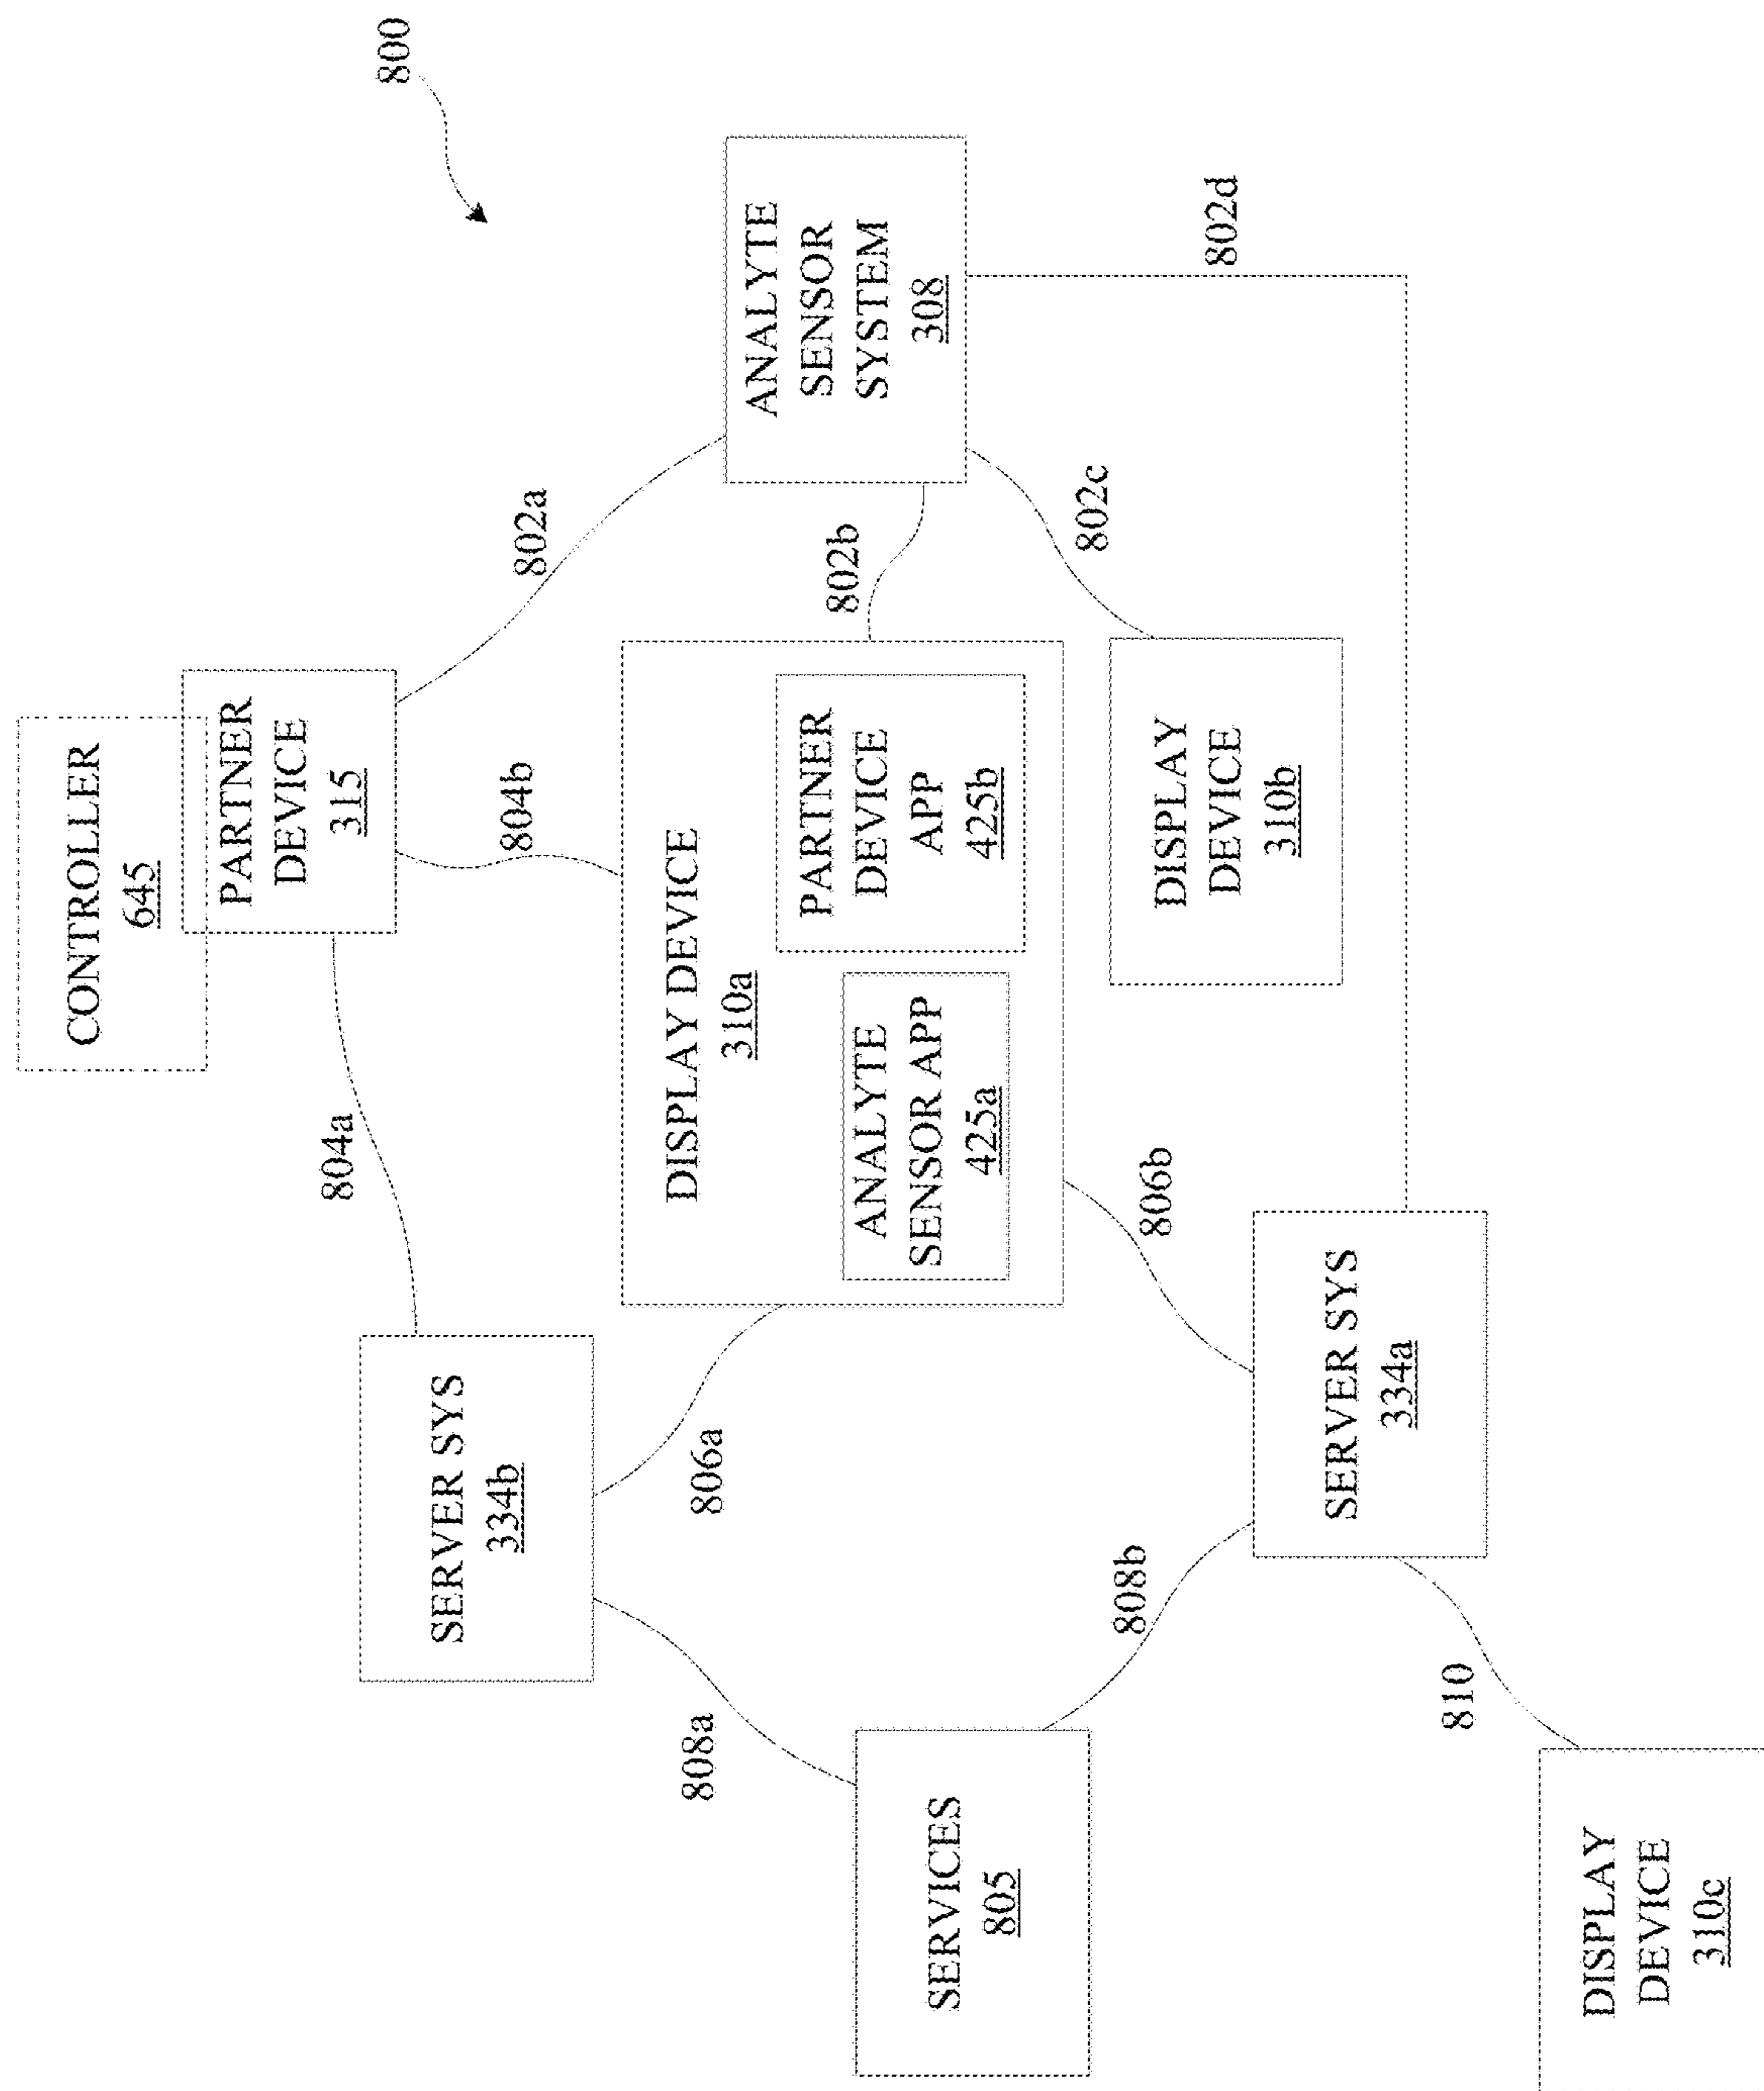 800
CONTROLLER
645
PARTNER
DEVICE
315
802a
ANALYTE
SENSOR
SYSTEM
308
804a
804b
802b
802c
802d
DISPLAY DEVICE
310a
ANALYTE
SENSOR APP
425a
PARTNER
DEVICE
APP
425b
DISPLAY
DEVICE
310b
SERVER SYS
334b
806a
806b
SERVER SYS
334a
808a
808b
SERVICES
805
810
DISPLAY
DEVICE
310c